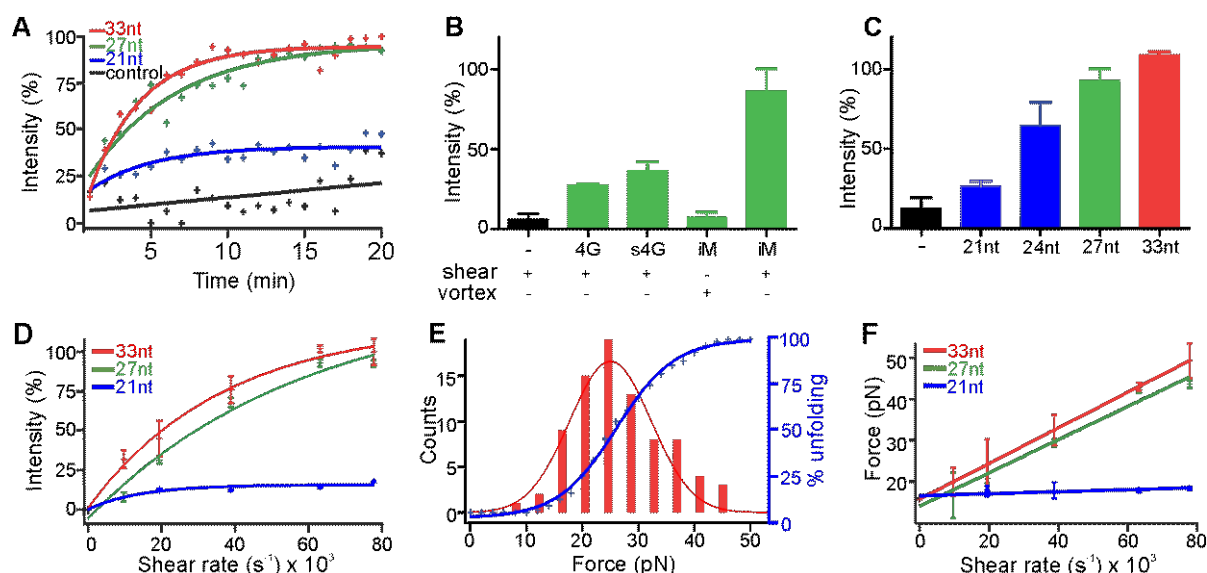 A
33nt
27nt
21nt
control
Intensity (%)
100
75
50
25
0
5 10 15 20
Time (min)
B
Intensity (%)
100
50
0
- 4G s4G iM iM
shear + + + - +
vortex - - - + -
C
Intensity (%)
100
50
0
- 21nt 24nt 27nt 33nt
D
33nt
27nt
21nt
Intensity (%)
100
75
50
25
0
0 20 40 60 80
Shear rate (s⁻¹) x 10³
E
Counts
15
10
5
0
% unfolding
100
75
50
25
0
0 10 20 30 40 50
Force (pN)
F
33nt
27nt
21nt
Force (pN)
50
40
30
20
0 20 40 60 80
Shear rate (s⁻¹) x 10³